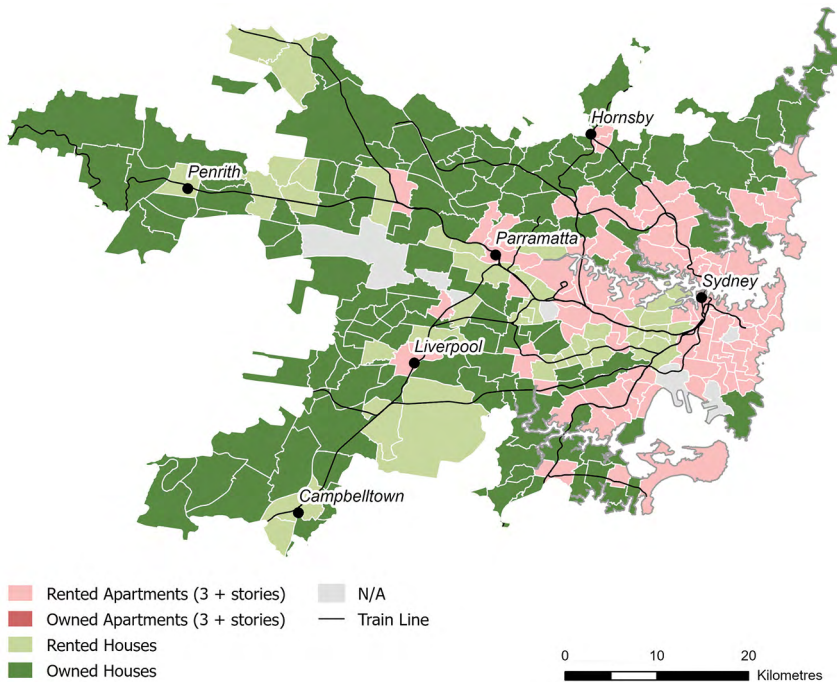 Hornsby
Penrith
Parramatta
Sydney
Liverpool
Campbelltown
Rented Apartments (3 + stories)
Owned Apartments (3 + stories)
Rented Houses
Owned Houses
N/A
Train Line
0 10 20
Kilometres